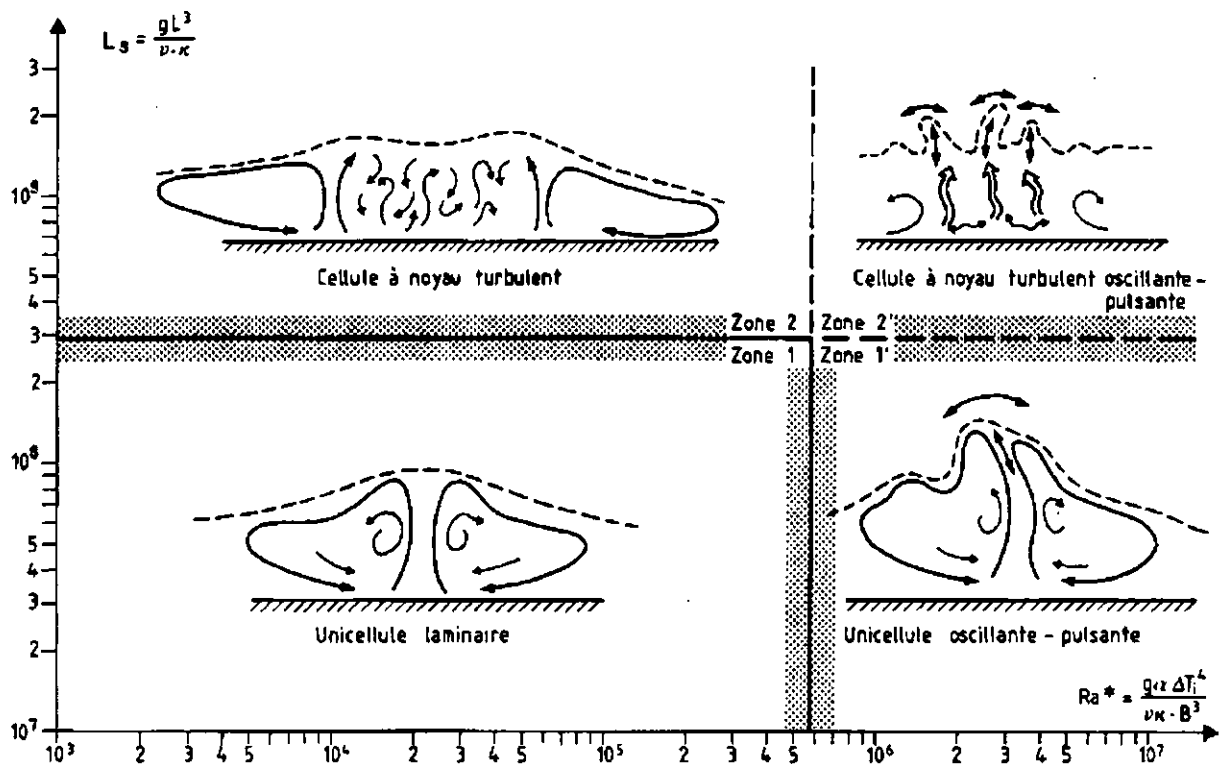 L_s = gL³ / ν·κ
3
2
10⁹
5
4
3
2
10⁸
5
4
3
2
10⁷
Cellule à noyau turbulent
Cellule à noyau turbulent oscillante-
pulsante
Zone 2
Zone 2'
Zone 1
Zone 1'
Unicellule laminaire
Unicellule oscillante-pulsante
Ra* = gα ΔTᵢ⁴ / νκ·B³
10³ 2 3 4 5 10⁴ 2 3 4 5 10⁵ 2 3 4 5 10⁶ 2 3 4 5 10⁷